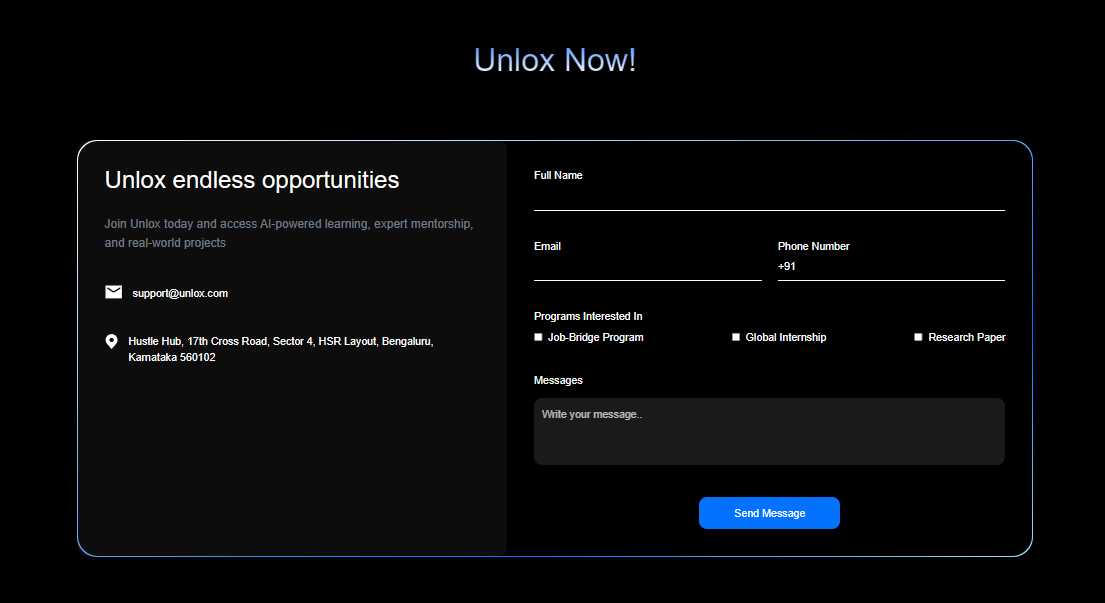 Unlox Now!
Unlox endless opportunities
Join Unlox today and access AI-powered learning, expert mentorship,
and real-world projects
support@unlox.com
Hustle Hub, 17th Cross Road, Sector 4, HSR Layout, Bengaluru,
Karnataka 560102
Full Name
Email
Phone Number
+91
Programs Interested In
Job-Bridge Program
Global Internship
Research Paper
Messages
Write your message..
Send Message